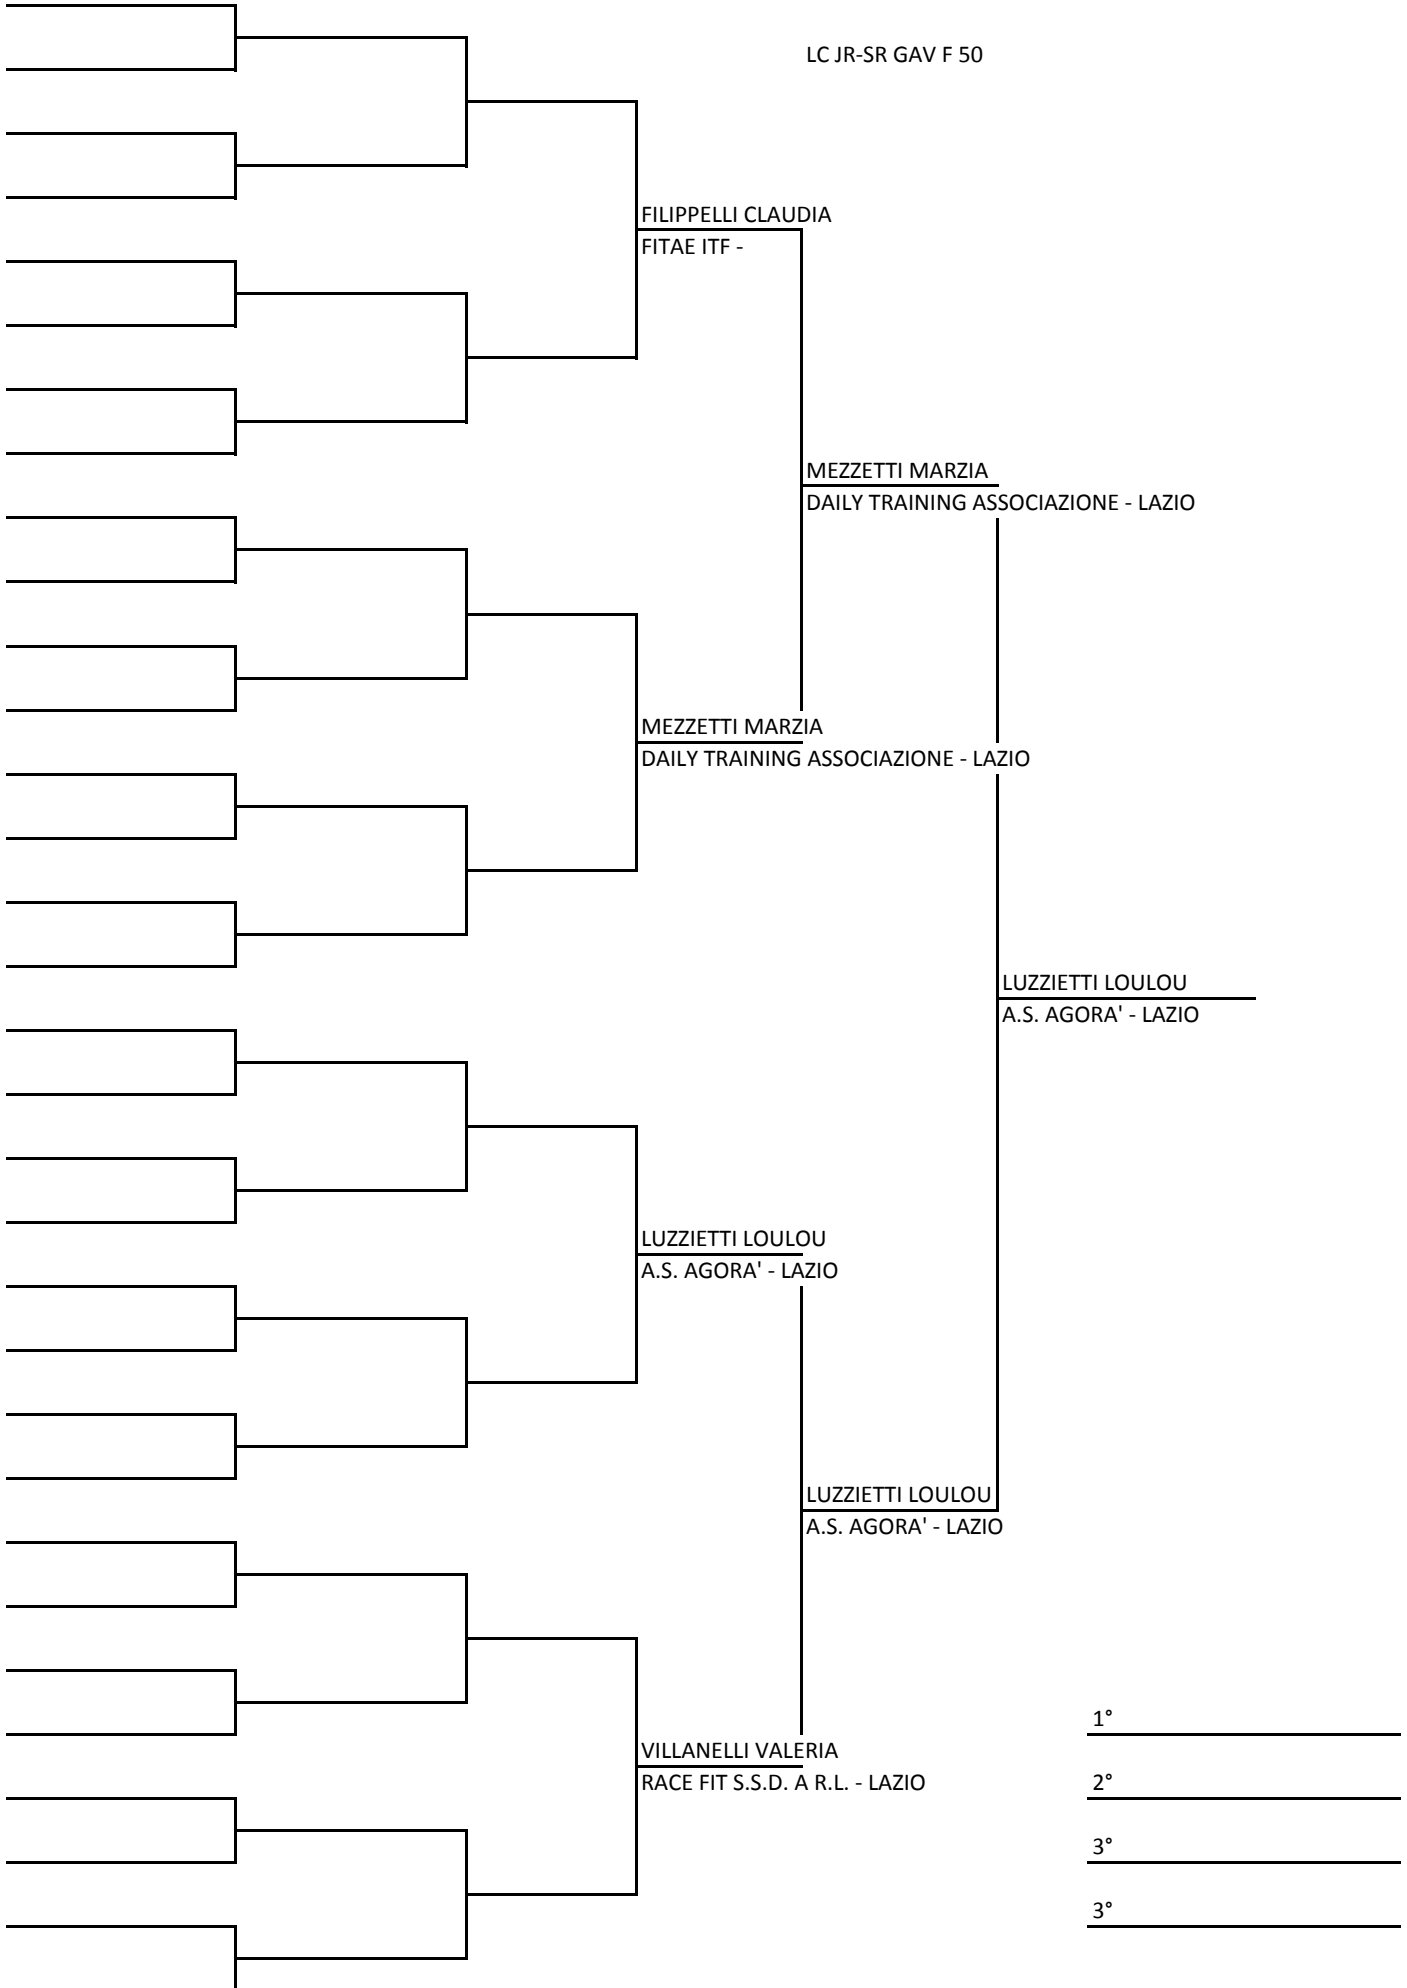 LC JR-SR GAV F 50
FILIPPELLI CLAUDIA
FITAE ITF -
MEZZETTI MARZIA
DAILY TRAINING ASSOCIAZIONE - LAZIO
MEZZETTI MARZIA
DAILY TRAINING ASSOCIAZIONE - LAZIO
LUZZIETTI LOULOU
A.S. AGORA' - LAZIO
LUZZIETTI LOULOU
A.S. AGORA' - LAZIO
LUZZIETTI LOULOU
A.S. AGORA' - LAZIO
1°
VILLANELLI VALERIA
RACE FIT S.S.D. A R.L. - LAZIO
2°
3°
3°